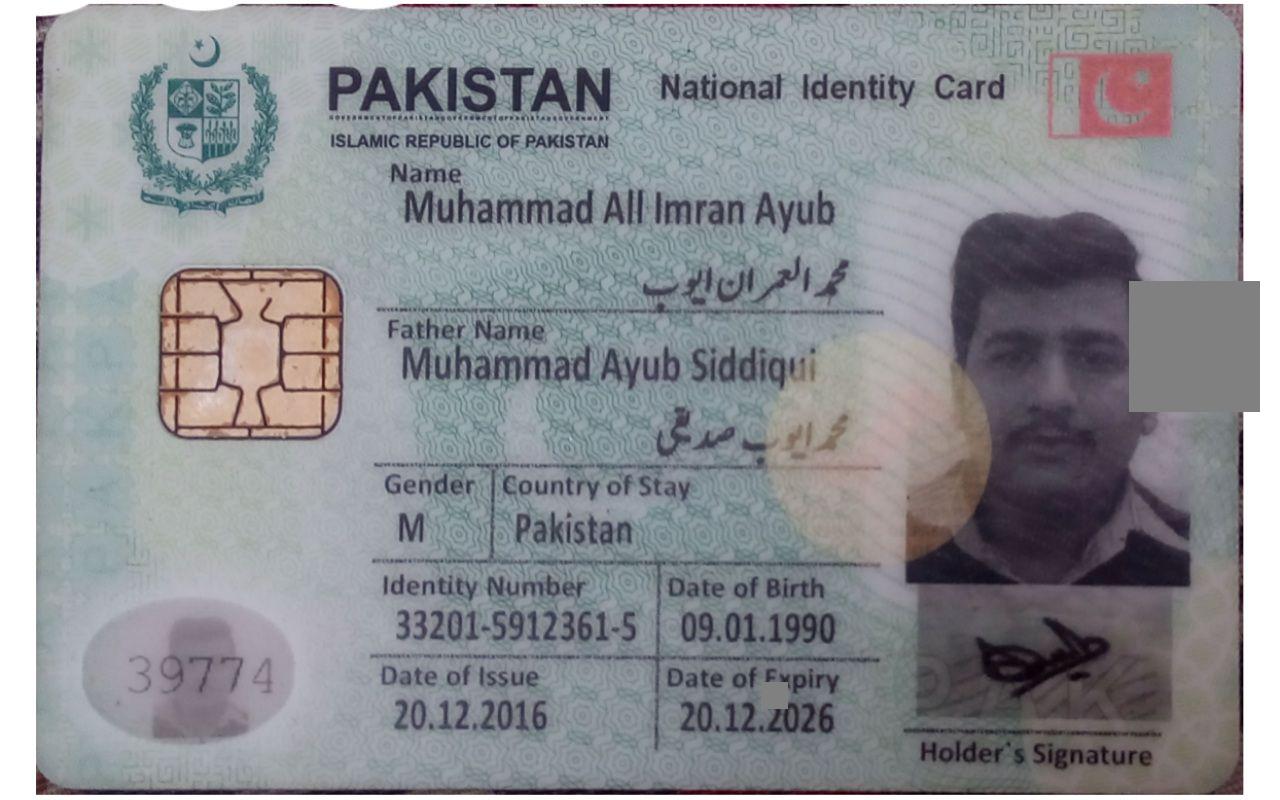 PAKISTAN
National Identity Card
ISLAMIC REPUBLIC OF PAKISTAN
Name
Muhammad All Imran Ayub
محمد العمران ایوب
Father Name
Muhammad Ayub Siddiqui
محمد ایوب صدیقی
Gender
Country of Stay
M
Pakistan
Identity Number
Date of Birth
33201-5912361-5
09.01.1990
Date of Issue
Date of Expiry
20.12.2016
20.12.2026
39774
Holder`s Signature